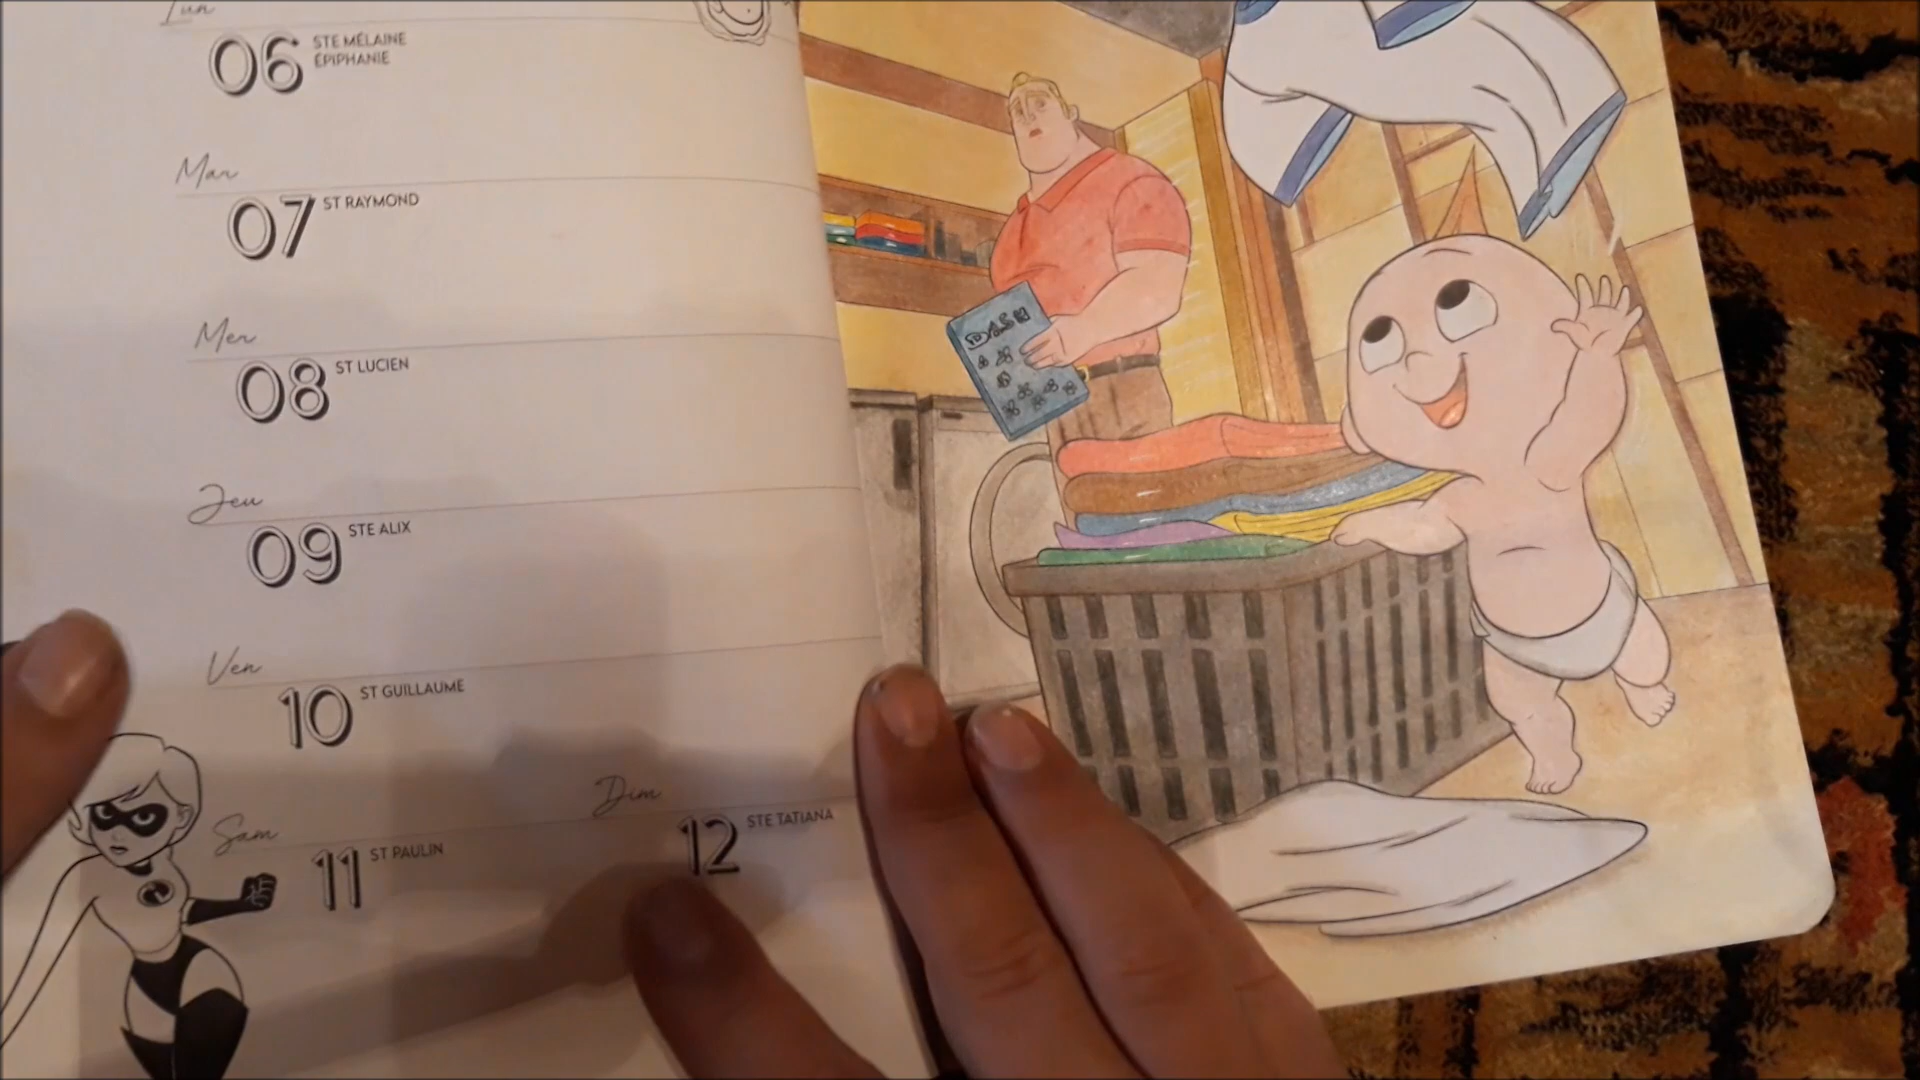 Lun
06
STE MÉLAINE
ÉPIPHANIE
Mar
07 ST RAYMOND
Mer
08 ST LUCIEN
Jeu
09 STE ALIX
Ven
10 ST GUILLAUME
Sam
11 ST PAULIN
Dim
12 STE TATIANA
DASH